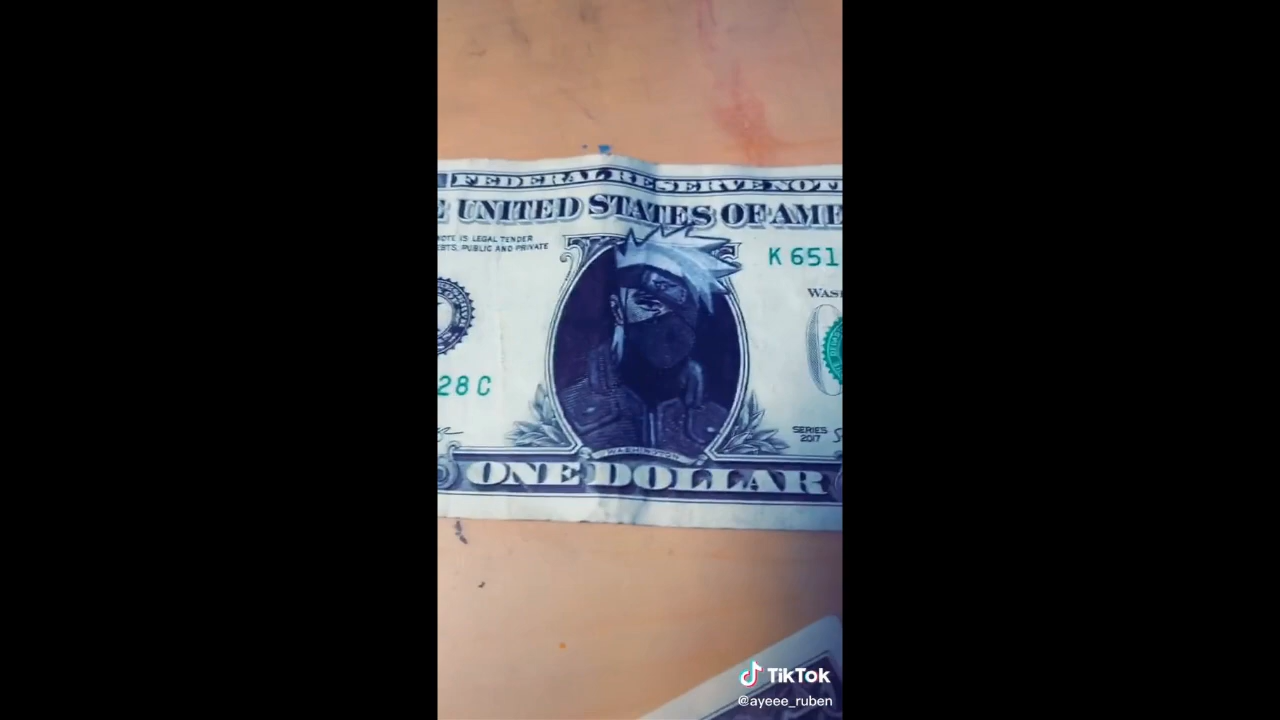 FEDERAL RESERVE NOT
E UNITED STATES OF AME
NOTE IS LEGAL TENDER
EBTS, PUBLIC AND PRIVATE
K 651
WAS
28 C
SERIES
2017
WASHINGTON
ONE DOLLAR
TikTok
@ayeee_ruben